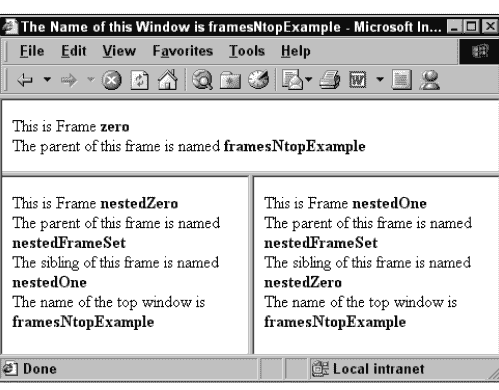 The Name of this Window is framesNtopExample - Microsoft In...
File Edit View Favorites Tools Help
This is Frame zero
The parent of this frame is named framesNtopExample
This is Frame nestedZero
The parent of this frame is named
nestedFrameSet
The sibling of this frame is named
nestedOne
The name of the top window is
framesNtopExample
This is Frame nestedOne
The parent of this frame is named
nestedFrameSet
The sibling of this frame is named
nestedZero
The name of the top window is
framesNtopExample
Done
Local intranet